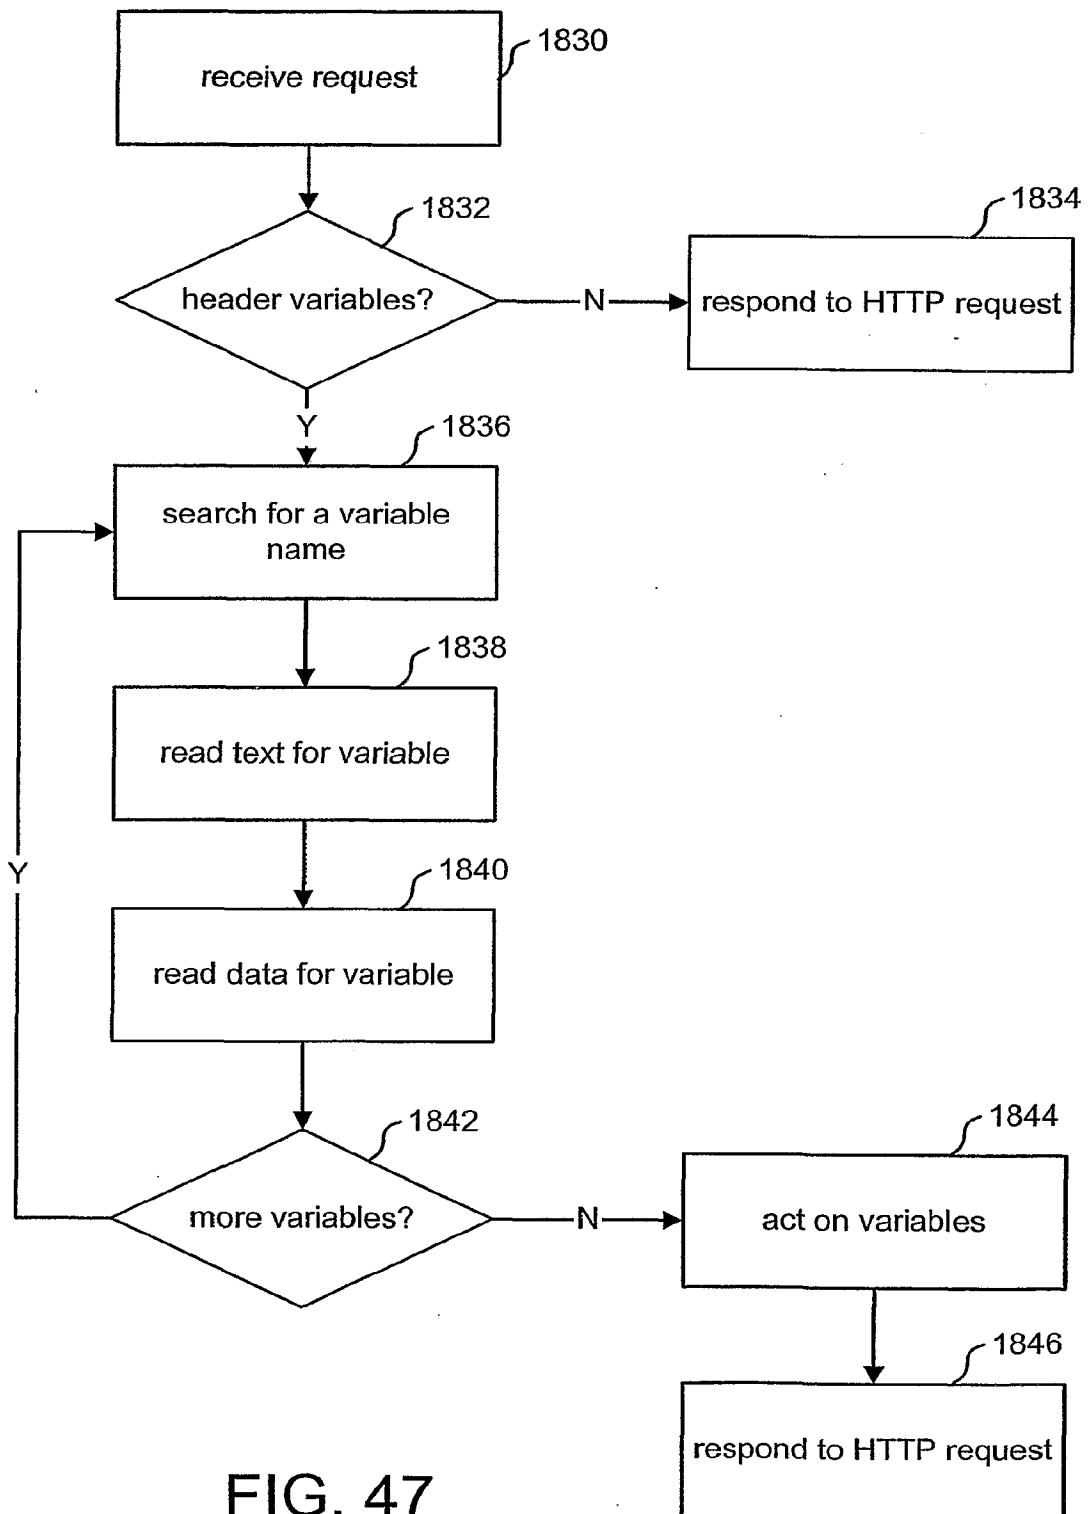 1830
receive request
1832
header variables?
N
1834
respond to HTTP request
Y
1836
search for a variable
name
1838
read text for variable
Y
1840
read data for variable
1842
more variables?
N
1844
act on variables
1846
respond to HTTP request
FIG. 47